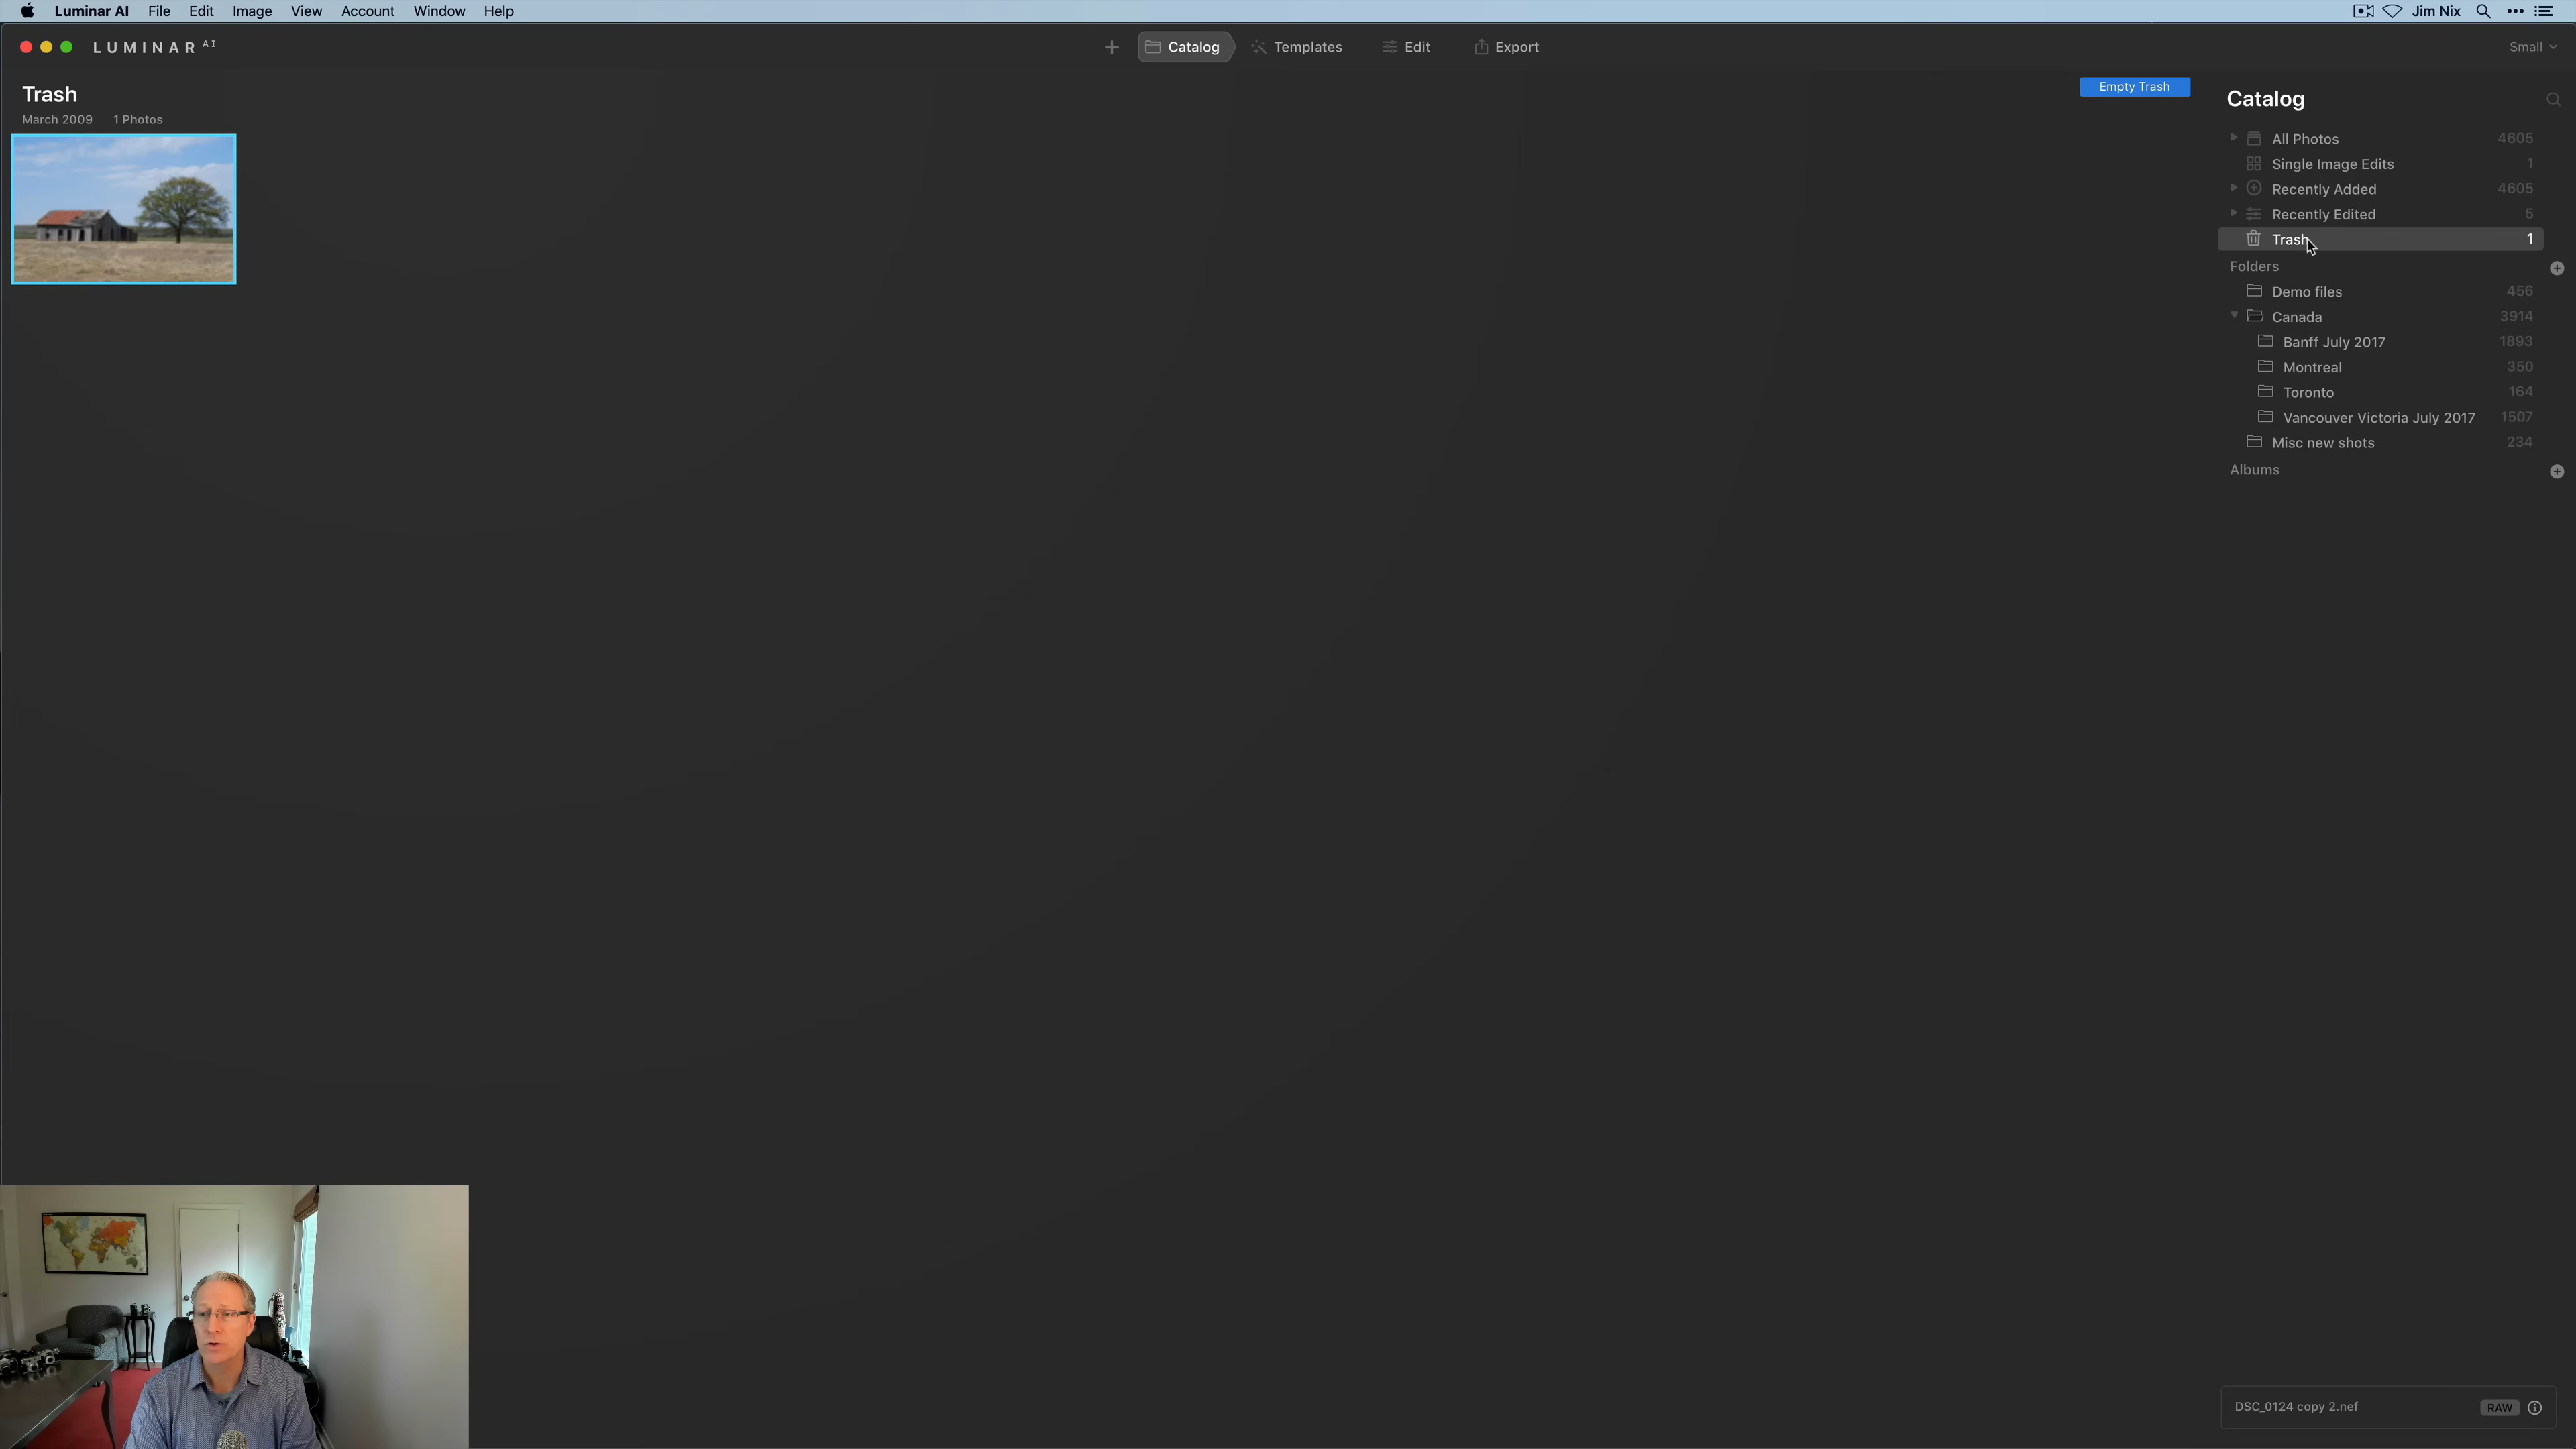 Luminar AI File Edit Image View Account Window Help Jim Nix
LUMINAR AI
Catalog Templates Edit Export Small
Trash
March 2009 1 Photos
Empty Trash
Catalog
All Photos 4605
Single Image Edits 1
Recently Added 4605
Recently Edited 5
Trash 1
Folders
Demo files 456
Canada 3914
Banff July 2017 1893
Montreal 350
Toronto 164
Vancouver Victoria July 2017 1507
Misc new shots 234
Albums
DSC_0124 copy 2.nef RAW